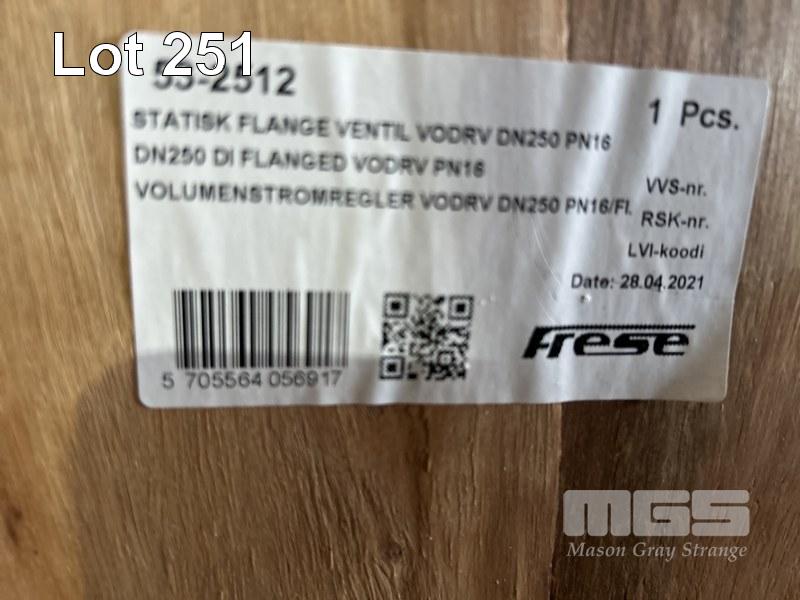 Lot 251
55-2512
1 Pcs.
STATISK FLANGE VENTIL VODRV DN250 PN16
DN250 DI FLANGED VODRV PN16
VOLUMENSTROMREGLER VODRV DN250 PN16/Fl.
VVS-nr.
RSK-nr.
LVI-koodi
Date: 28.04.2021
Frese
5 705564 056917
MGS
Mason Gray Strange